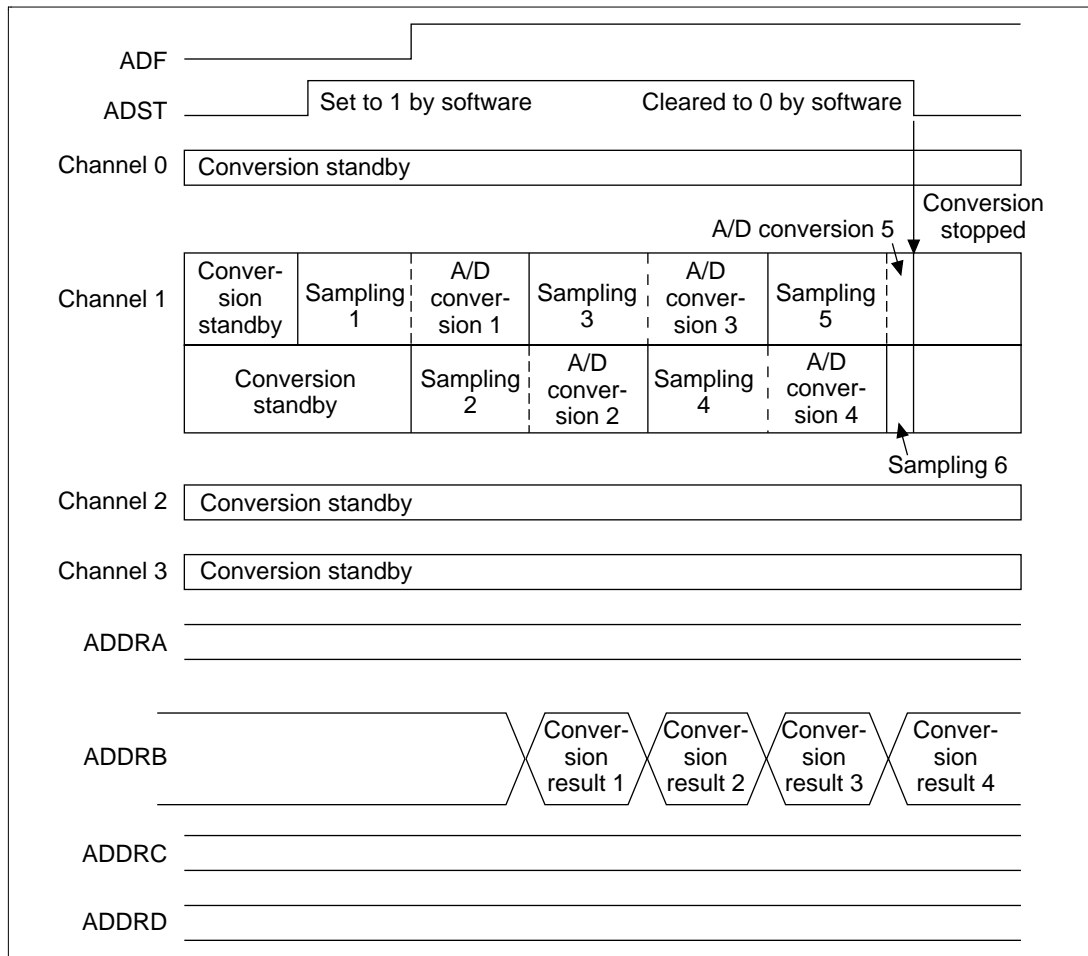 ADF
ADST
Set to 1 by software
Cleared to 0 by software
Channel 0
Conversion standby
Conversion
stopped
A/D conversion 5
Channel 1
Conver-
sion
standby
Sampling
1
A/D
conver-
sion 1
Sampling
3
A/D
conver-
sion 3
Sampling
5
Conversion
standby
Sampling
2
A/D
conver-
sion 2
Sampling
4
A/D
conver-
sion 4
Sampling 6
Channel 2
Conversion standby
Channel 3
Conversion standby
ADDRA
ADDRB
Conver-
sion
result 1
Conver-
sion
result 2
Conver-
sion
result 3
Conver-
sion
result 4
ADDRC
ADDRD